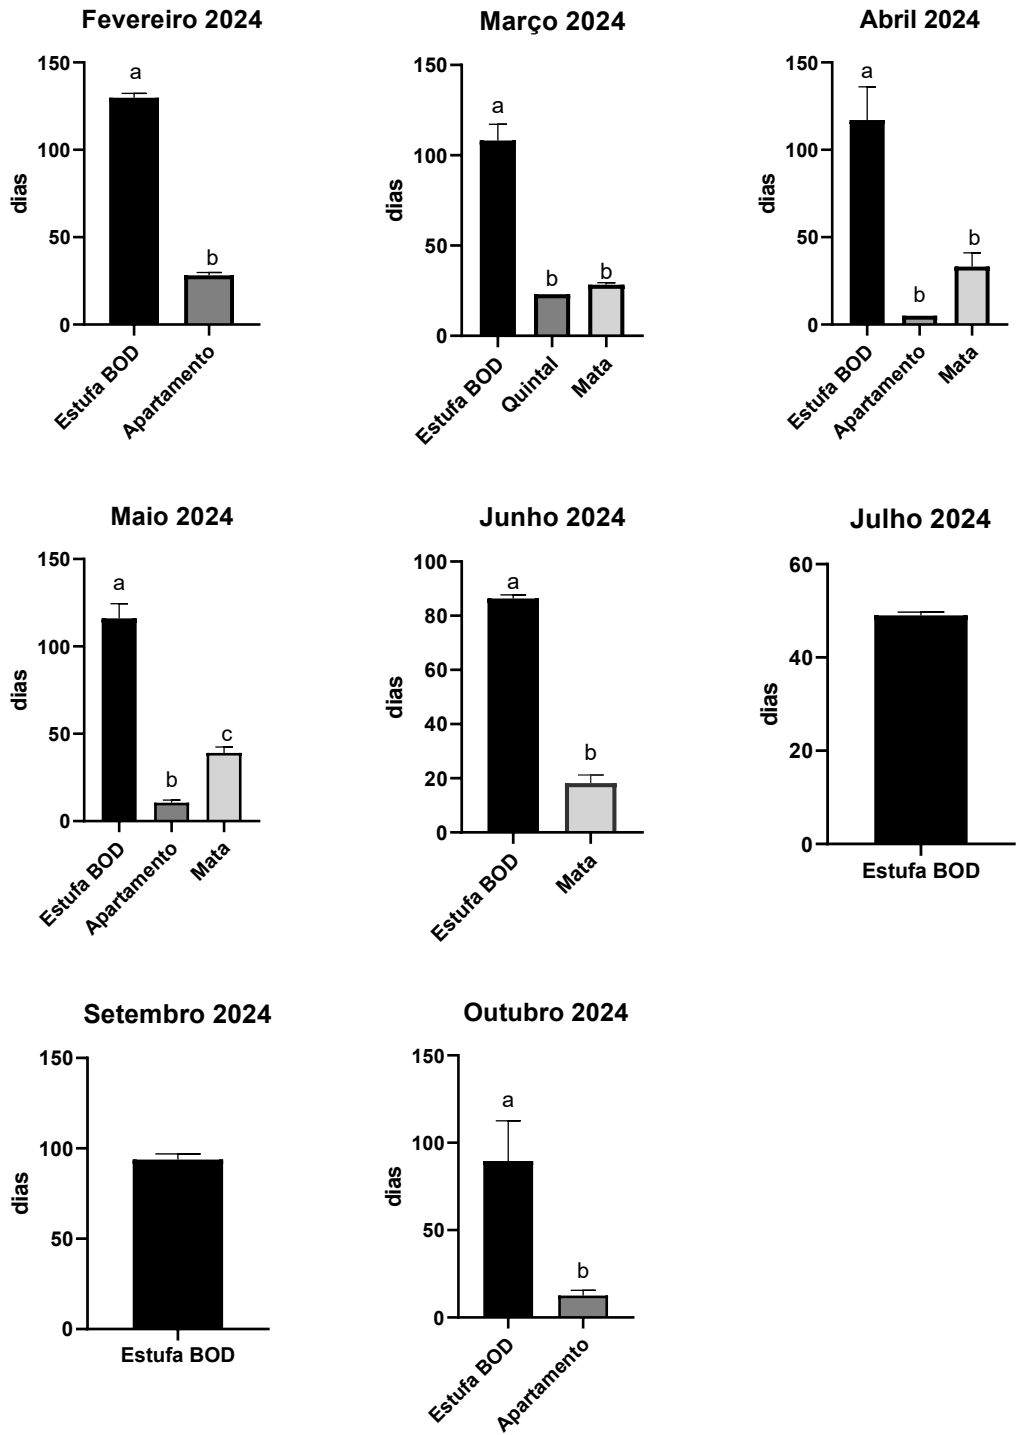 Fevereiro 2024
150
100
50
0
dias
a
b
Estufa BOD
Apartamento
Março 2024
150
100
50
0
dias
a
b
b
Estufa BOD
Quintal
Mata
Abril 2024
150
100
50
0
dias
a
b
b
Estufa BOD
Apartamento
Mata
Maio 2024
150
100
50
0
dias
a
b
c
Estufa BOD
Apartamento
Mata
Junho 2024
100
80
60
40
20
0
dias
a
b
Estufa BOD
Mata
Julho 2024
60
40
20
0
dias
Estufa BOD
Setembro 2024
150
100
50
0
dias
Estufa BOD
Outubro 2024
150
100
50
0
dias
a
b
Estufa BOD
Apartamento